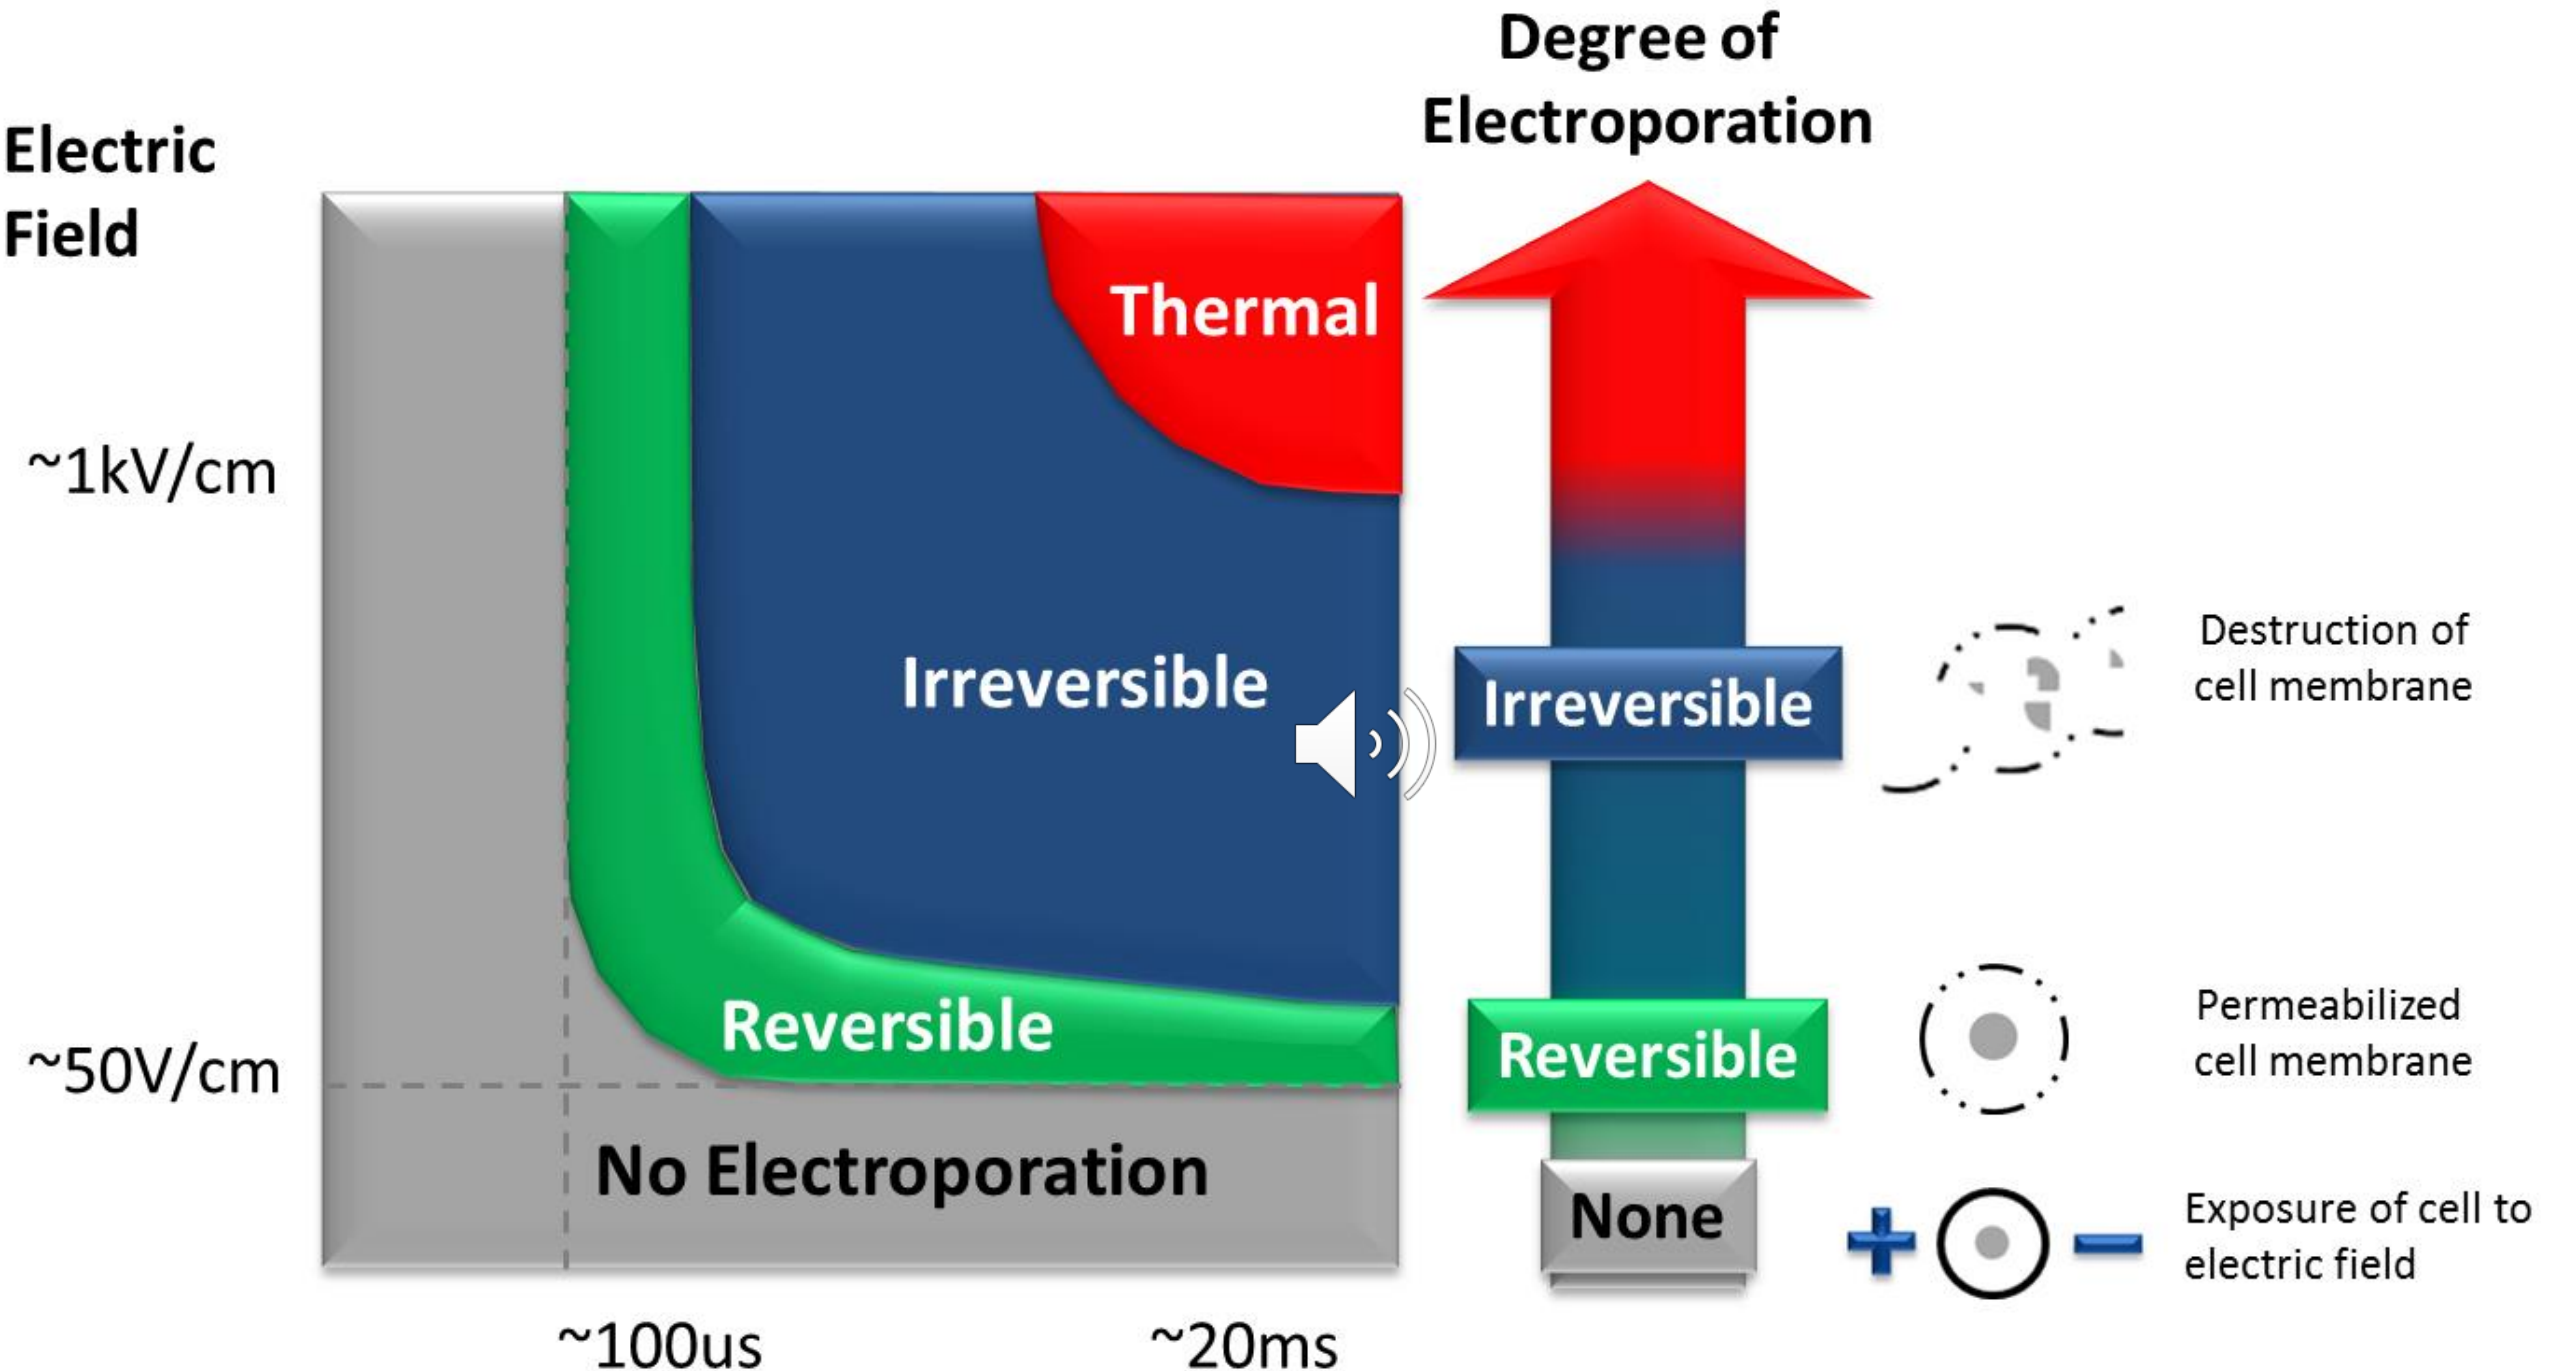 Degree of
Electroporation
Electric
Field
~1kV/cm
~50V/cm
Thermal
Irreversible
Reversible
No Electroporation
~100us
~20ms
Irreversible
Reversible
None
Destruction of
cell membrane
Permeabilized
cell membrane
Exposure of cell to
electric field